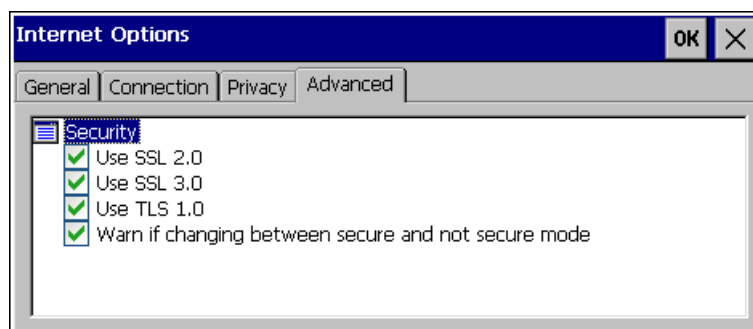 Internet Options OK
General Connection Privacy Advanced
Security
Use SSL 2.0
Use SSL 3.0
Use TLS 1.0
Warn if changing between secure and not secure mode